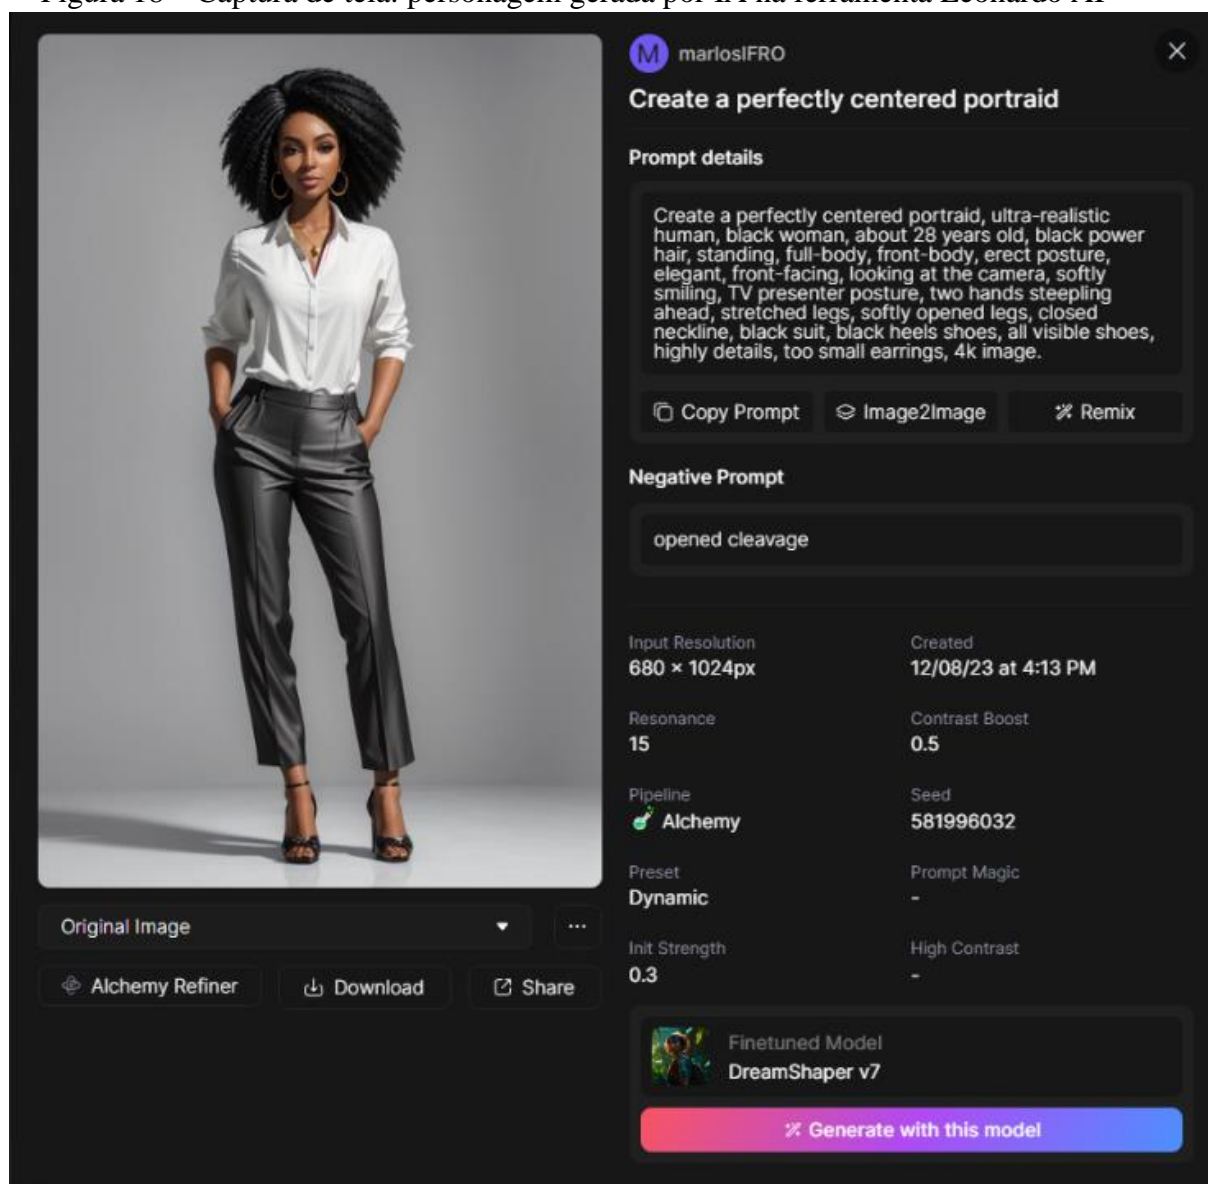 Figura 18 – Captura de tela: personagem gerada por IA na ferramenta Leonardo AI
M marlosIFRO
Create a perfectly centered portraid
Prompt details
Create a perfectly centered portraid, ultra-realistic
human, black woman, about 28 years old, black power
hair, standing, full-body, front-body, erect posture,
elegant, front-facing, looking at the camera, softly
smiling, TV presenter posture, two hands steepling
ahead, stretched legs, softly opened legs, closed
neckline, black suit, black heels shoes, all visible shoes,
highly details, too small earrings, 4k image.
Copy Prompt Image2Image Remix
Negative Prompt
opened cleavage
Input Resolution Created
680 × 1024px 12/08/23 at 4:13 PM
Resonance Contrast Boost
15 0.5
Pipeline Seed
Alchemy 581996032
Preset Prompt Magic
Dynamic -
Init Strength High Contrast
0.3 -
Finetuned Model
DreamShaper v7
Generate with this model
Original Image
Alchemy Refiner Download Share